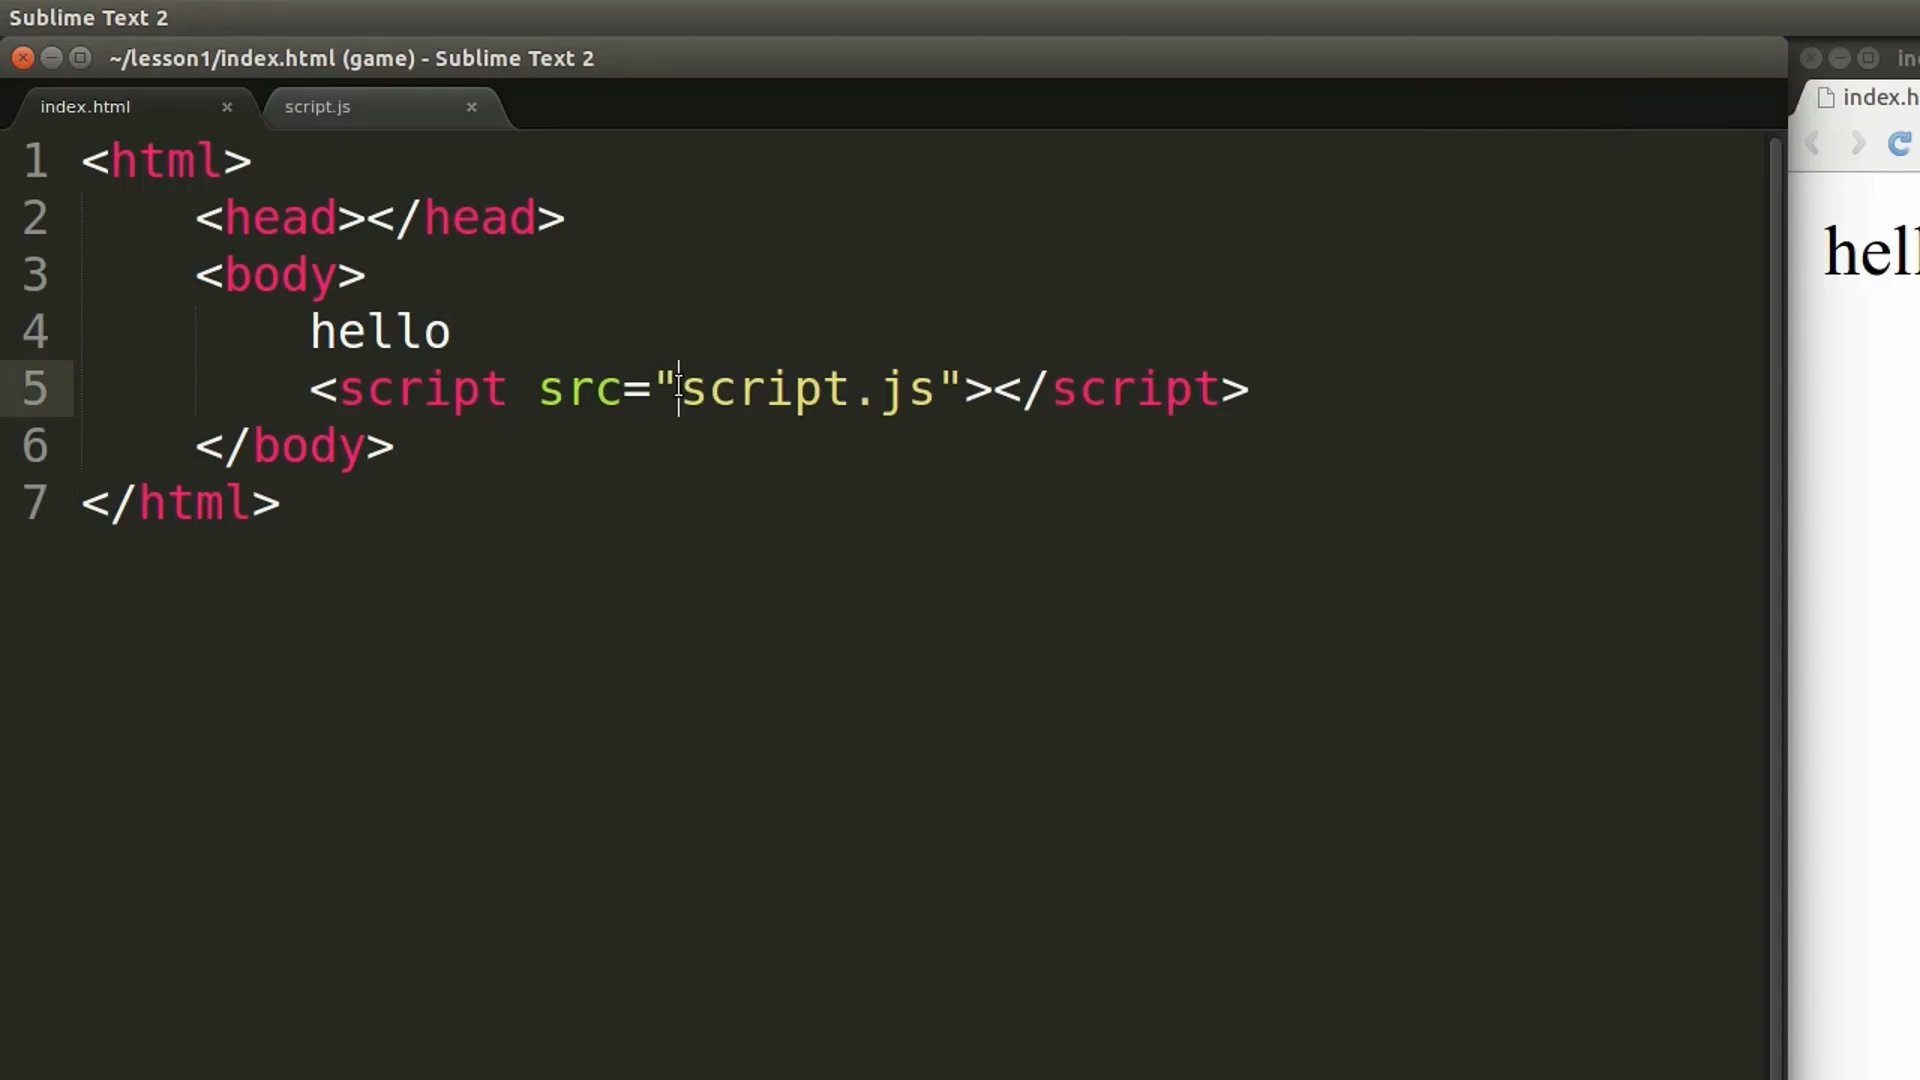 Sublime Text 2
~/lesson1/index.html (game) - Sublime Text 2
index.html
script.js
1 <html>
2     <head></head>
3     <body>
4         hello
5         <script src="script.js"></script>
6     </body>
7 </html>
in
index.h
hell